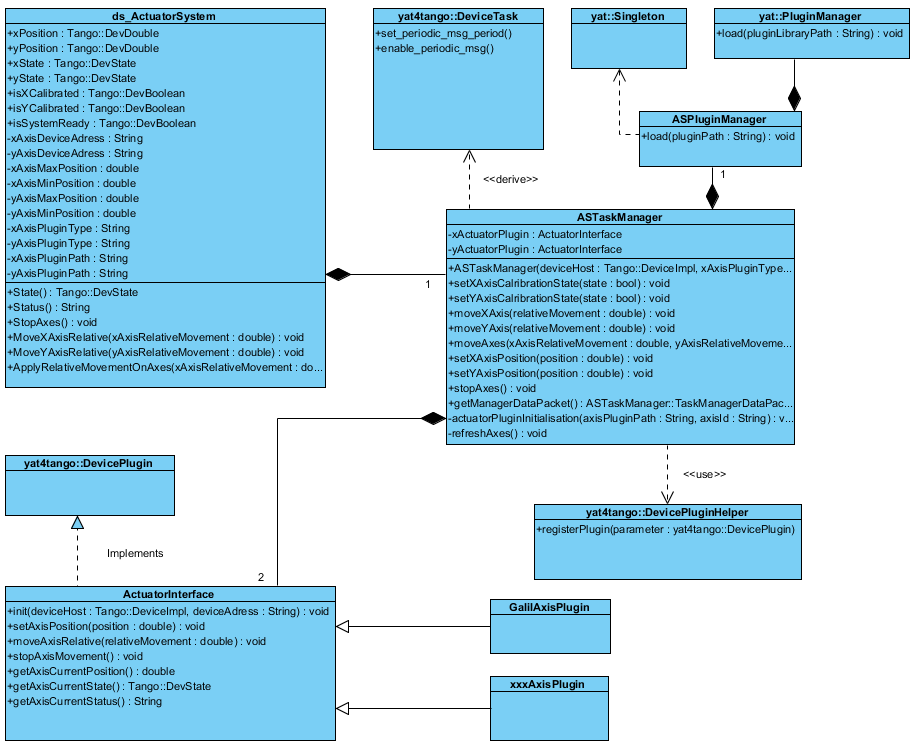 ds_ActuatorSystem
+xPosition : Tango::DevDouble
+yPosition : Tango::DevDouble
+xState : Tango::DevState
+yState : Tango::DevState
+isXCalibrated : Tango::DevBoolean
+isYCalibrated : Tango::DevBoolean
+isSystemReady : Tango::DevBoolean
-xAxisDeviceAdress : String
-yAxisDeviceAdress : String
-xAxisMaxPosition : double
-xAxisMinPosition : double
-yAxisMaxPosition : double
-yAxisMinPosition : double
-xAxisPluginType : String
-yAxisPluginType : String
-xAxisPluginPath : String
-yAxisPluginPath : String
+State() : Tango::DevState
+Status() : String
+StopAxes() : void
+MoveXAxisRelative(xAxisRelativeMovement : double) : void
+MoveYAxisRelative(yAxisRelativeMovement : double) : void
+ApplyRelativeMovementOnAxes(xAxisRelativeMovement : do...
yat4tango::DeviceTask
+set_periodic_msg_period()
+enable_periodic_msg()
yat::Singleton
yat::PluginManager
+load(pluginLibraryPath : String) : void
ASPluginManager
+load(pluginPath : String) : void
1
<<derive>>
ASTaskManager
-xActuatorPlugin : ActuatorInterface
-yActuatorPlugin : ActuatorInterface
+ASTaskManager(deviceHost : Tango::DeviceImpl, xAxisPluginType...
+setXAxisCalribrationState(state : bool) : void
+setYAxisCalribrationState(state : bool) : void
+moveXAxis(relativeMovement : double) : void
+moveYAxis(relativeMovement : double) : void
+moveAxes(xAxisRelativeMovement : double, yAxisRelativeMoveme...
+setXAxisPosition(position : double) : void
+setYAxisPosition(position : double) : void
+stopAxes() : void
+getManagerDataPacket() : ASTaskManager::TaskManagerDataPac...
-actuatorPluginInitialisation(axisPluginPath : String, axisId : String) : v...
-refreshAxes() : void
1
<<use>>
yat4tango::DevicePluginHelper
+registerPlugin(parameter : yat4tango::DevicePlugin)
yat4tango::DevicePlugin
Implements
2
ActuatorInterface
+init(deviceHost : Tango::DeviceImpl, deviceAdress : String) : void
+setAxisPosition(position : double) : void
+moveAxisRelative(relativeMovement : double) : void
+stopAxisMovement() : void
+getAxisCurrentPosition() : double
+getAxisCurrentState() : Tango::DevState
+getAxisCurrentStatus() : String
GalilAxisPlugin
xxxAxisPlugin